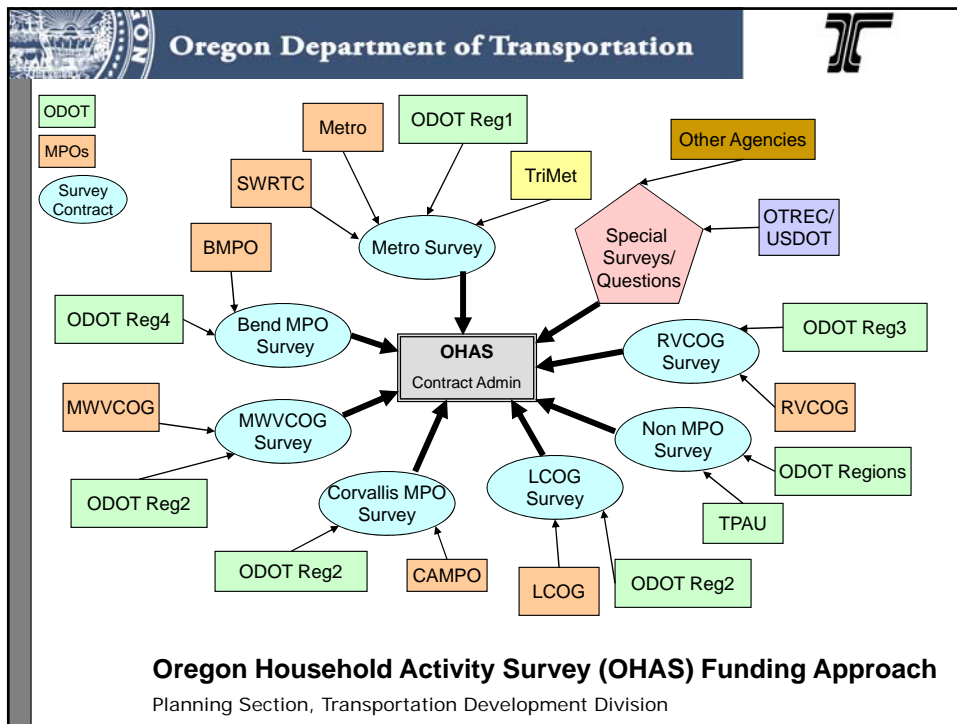 Oregon Department of Transportation
ODOT
MPOs
Survey
Contract
Metro
ODOT Reg1
SWRTC
TriMet
Other Agencies
BMPO
Metro Survey
Special
Surveys/
Questions
OTREC/
USDOT
ODOT Reg4
Bend MPO
Survey
OHAS
Contract Admin
RVCOG
Survey
ODOT Reg3
MWVCOG
MWVCOG
Survey
RVCOG
Non MPO
Survey
ODOT Regions
ODOT Reg2
Corvallis MPO
Survey
LCOG
Survey
TPAU
ODOT Reg2
CAMPO
LCOG
ODOT Reg2
Oregon Household Activity Survey (OHAS) Funding Approach
Planning Section, Transportation Development Division